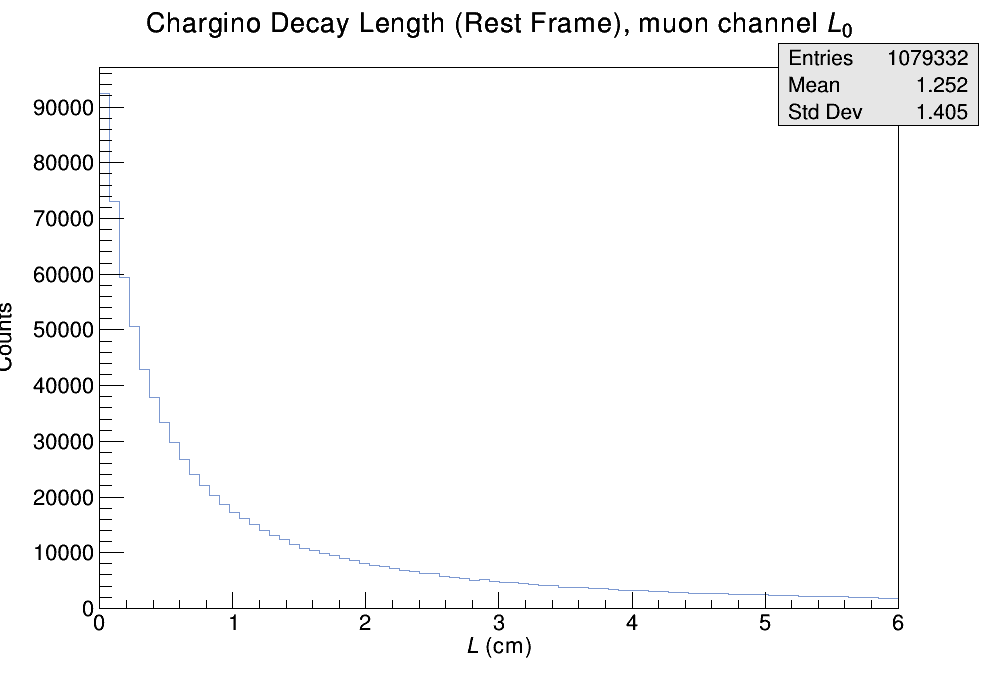 Chargino Decay Length (Rest Frame), muon channel L0
Entries 1079332
Mean 1.252
Std Dev 1.405
90000
80000
70000
60000
50000
40000
30000
20000
10000
0
Counts
0 1 2 3 4 5 6
L (cm)